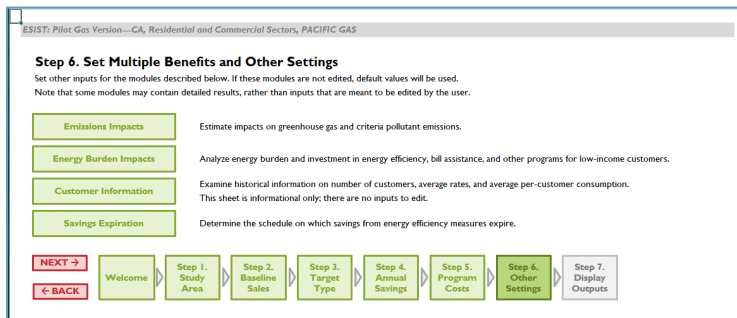 ESIST: Pilot Gas Version—CA, Residential and Commercial Sectors, PACIFIC GAS
Step 6. Set Multiple Benefits and Other Settings
Set other inputs for the modules described below. If these modules are not edited, default values will be used.
Note that some modules may contain detailed results, rather than inputs that are meant to be edited by the user.
Emissions Impacts
Estimate impacts on greenhouse gas and criteria pollutant emissions.
Energy Burden Impacts
Analyze energy burden and investment in energy efficiency, bill assistance, and other programs for low-income customers.
Customer Information
Examine historical information on number of customers, average rates, and average per-customer consumption.
This sheet is informational only; there are no inputs to edit.
Savings Expiration
Determine the schedule on which savings from energy efficiency measures expire.
NEXT →
← BACK
Welcome
Step 1.
Study
Area
Step 2.
Baseline
Sales
Step 3.
Target
Type
Step 4.
Annual
Savings
Step 5.
Program
Costs
Step 6.
Other
Settings
Step 7.
Display
Outputs